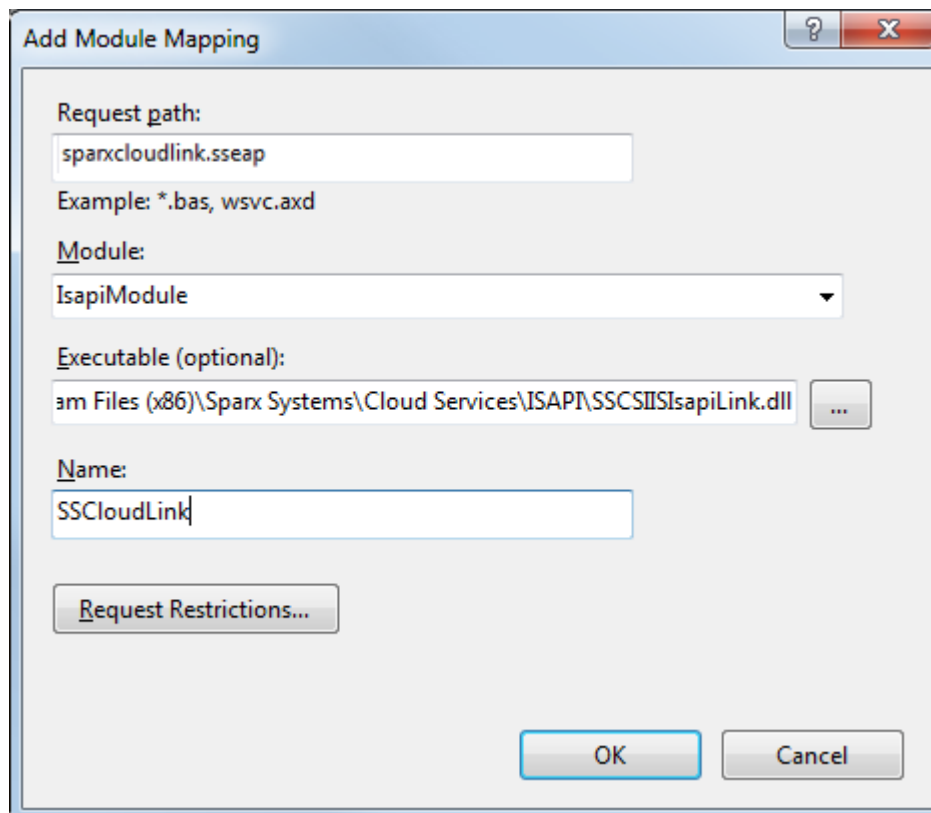 Add Module Mapping
?
X
Request path:
sparxcloudlink.sseap
Example: *.bas, wsvc.axd
Module:
IsapiModule
Executable (optional):
am Files (x86)\Sparx Systems\Cloud Services\ISAPI\SSCSIISIsapiLink.dll
...
Name:
SSCloudLink
Request Restrictions...
OK Cancel